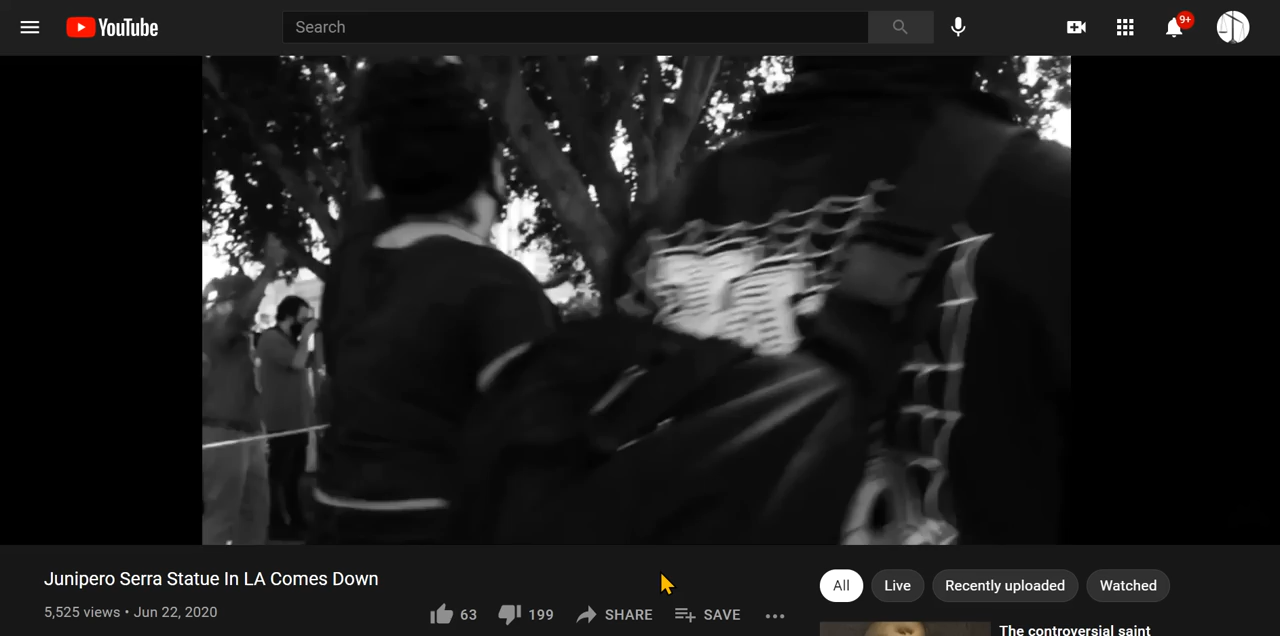 YouTube
Search
9+
Junipero Serra Statue In LA Comes Down
5,525 views • Jun 22, 2020
63
199
SHARE
SAVE
All
Live
Recently uploaded
Watched
The controversial saint